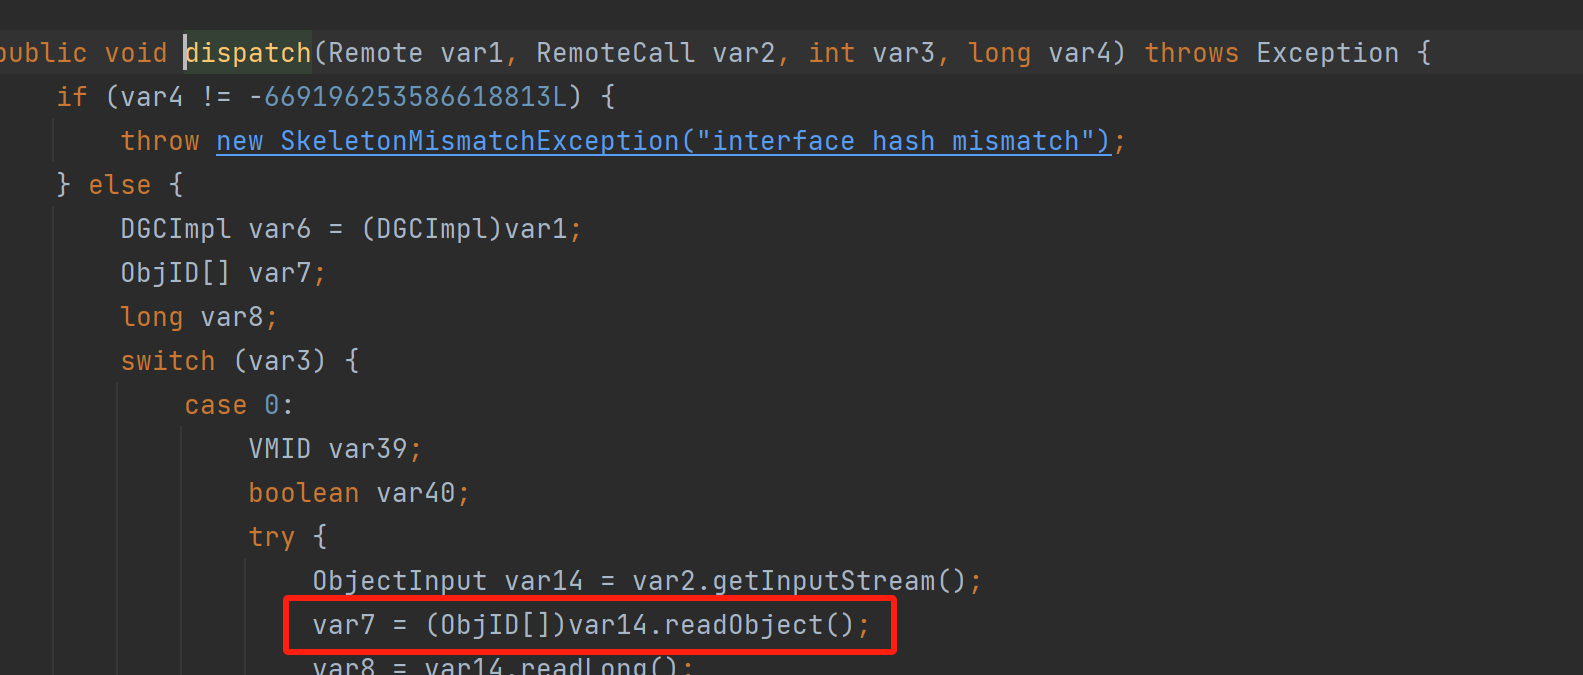 public void dispatch(Remote var1, RemoteCall var2, int var3, long var4) throws Exception {
if (var4 != -669196253586618813L) {
throw new SkeletonMismatchException("interface hash mismatch");
} else {
DGCImpl var6 = (DGCImpl)var1;
ObjID[] var7;
long var8;
switch (var3) {
case 0:
VMID var39;
boolean var40;
try {
ObjectInput var14 = var2.getInputStream();
var7 = (ObjID[])var14.readObject();
var8 = var14.readLong();